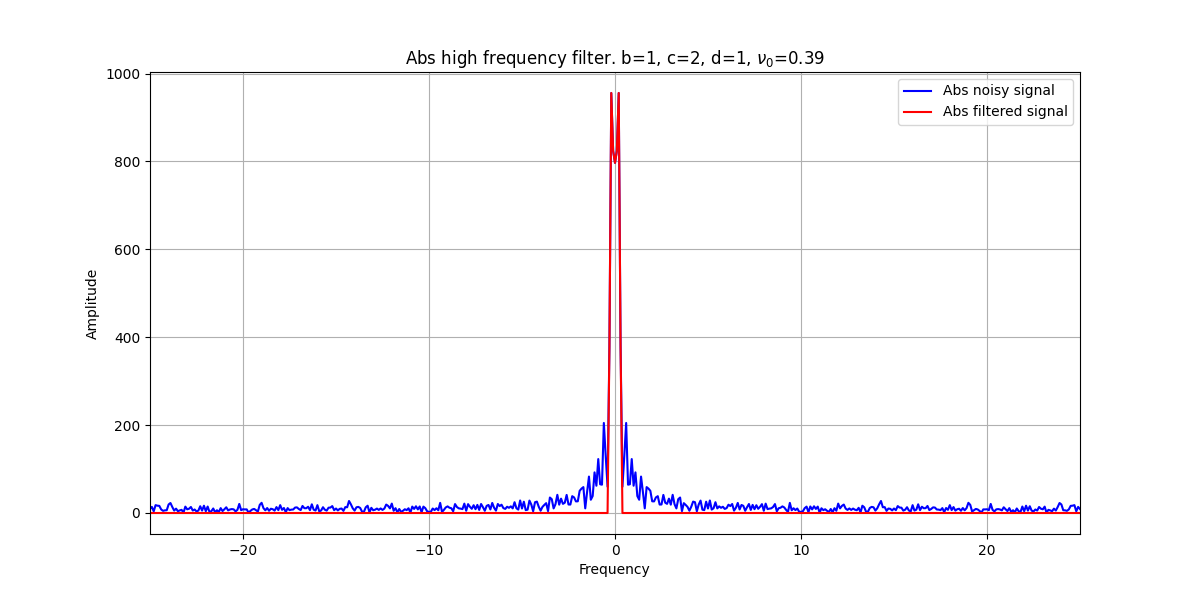 Abs high frequency filter. b=1, c=2, d=1, ν₀=0.39
1000
800
600
400
200
0
Amplitude
Abs noisy signal
Abs filtered signal
−20
−10
0
10
20
Frequency